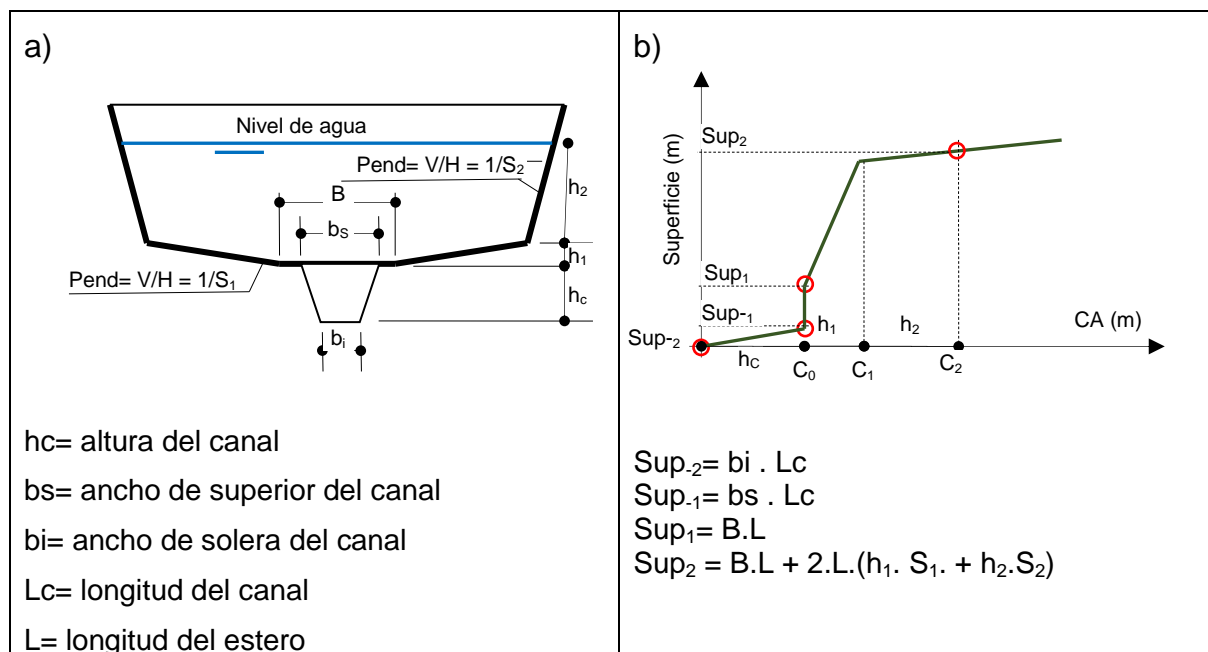 a)
Nivel de agua
Pend= V/H = 1/S₂
h₂
B
bₛ
h₁
Pend= V/H = 1/S₁
h꜀
bᵢ
hc= altura del canal
bs= ancho de superior del canal
bi= ancho de solera del canal
Lc= longitud del canal
L= longitud del estero
b)
Superficie (m)
Sup₂
Sup₁
Sup-₁
Sup-₂
h₁
h₂
CA (m)
h_C
C₀
C₁
C₂
Sup₋₂= bi . Lc
Sup₋₁= bs . Lc
Sup₁= B.L
Sup₂ = B.L + 2.L.(h₁. S₁. + h₂.S₂)